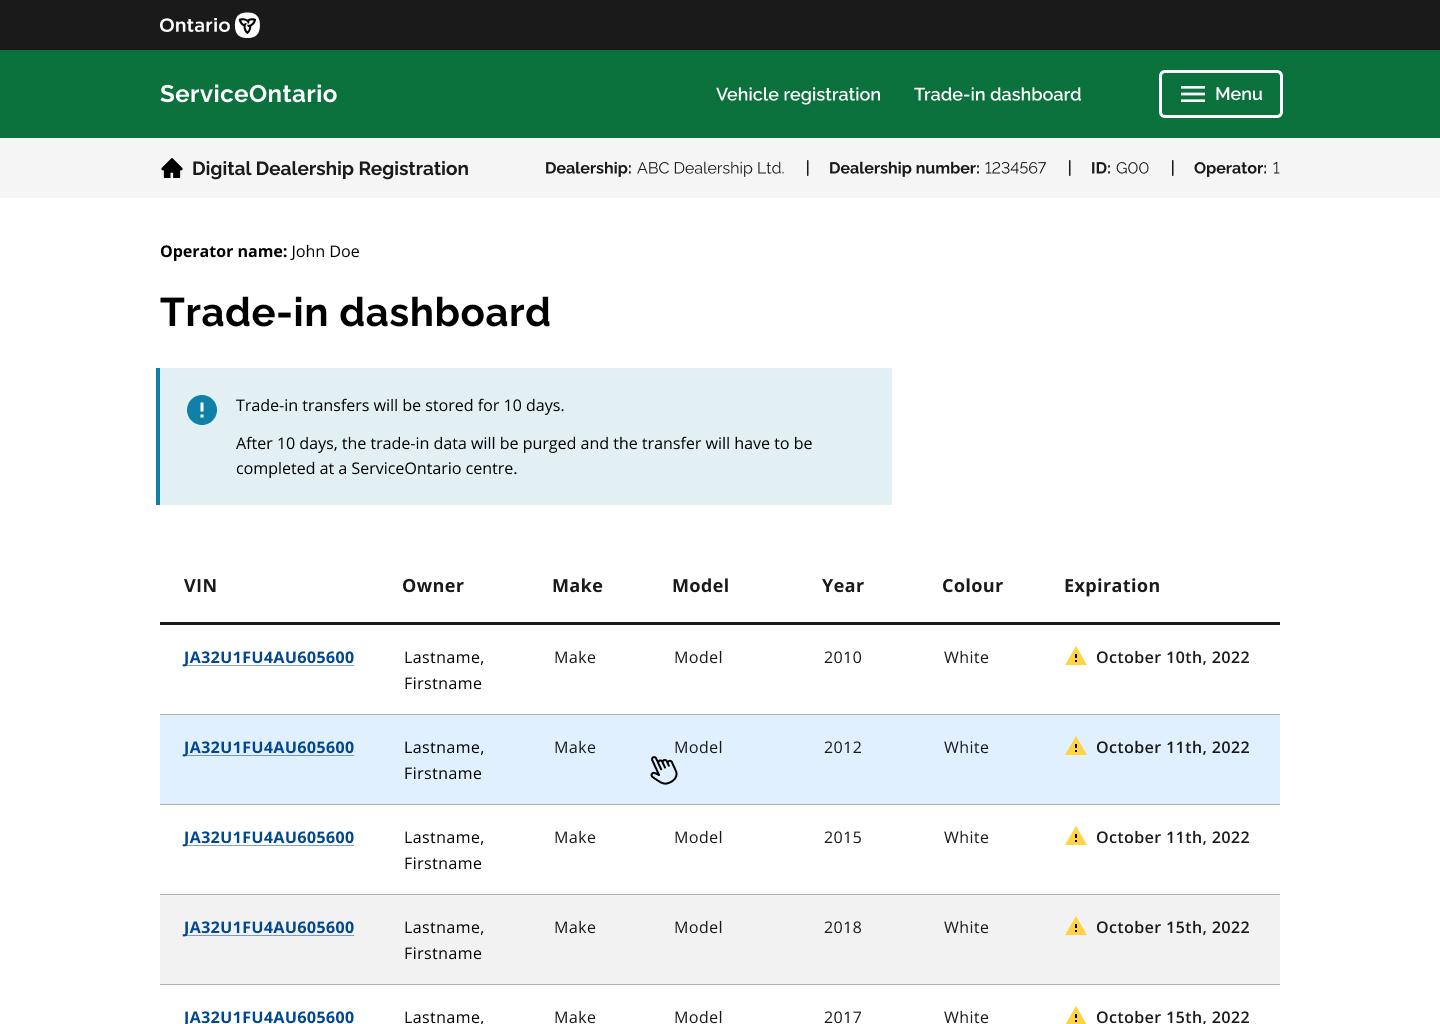 Ontario
ServiceOntario
Vehicle registration
Trade-in dashboard
Menu
Digital Dealership Registration
Dealership: ABC Dealership Ltd. | Dealership number: 1234567 | ID: G00 | Operator: 1
Operator name: John Doe
Trade-in dashboard
Trade-in transfers will be stored for 10 days.
After 10 days, the trade-in data will be purged and the transfer will have to be
completed at a ServiceOntario centre.
VIN Owner Make Model Year Colour Expiration
JA32U1FU4AU605600 Lastname, Make Model 2010 White October 10th, 2022
Firstname
JA32U1FU4AU605600 Lastname, Make Model 2012 White October 11th, 2022
Firstname
JA32U1FU4AU605600 Lastname, Make Model 2015 White October 11th, 2022
Firstname
JA32U1FU4AU605600 Lastname, Make Model 2018 White October 15th, 2022
Firstname
JA32U1FU4AU605600 Lastname, Make Model 2017 White October 15th, 2022